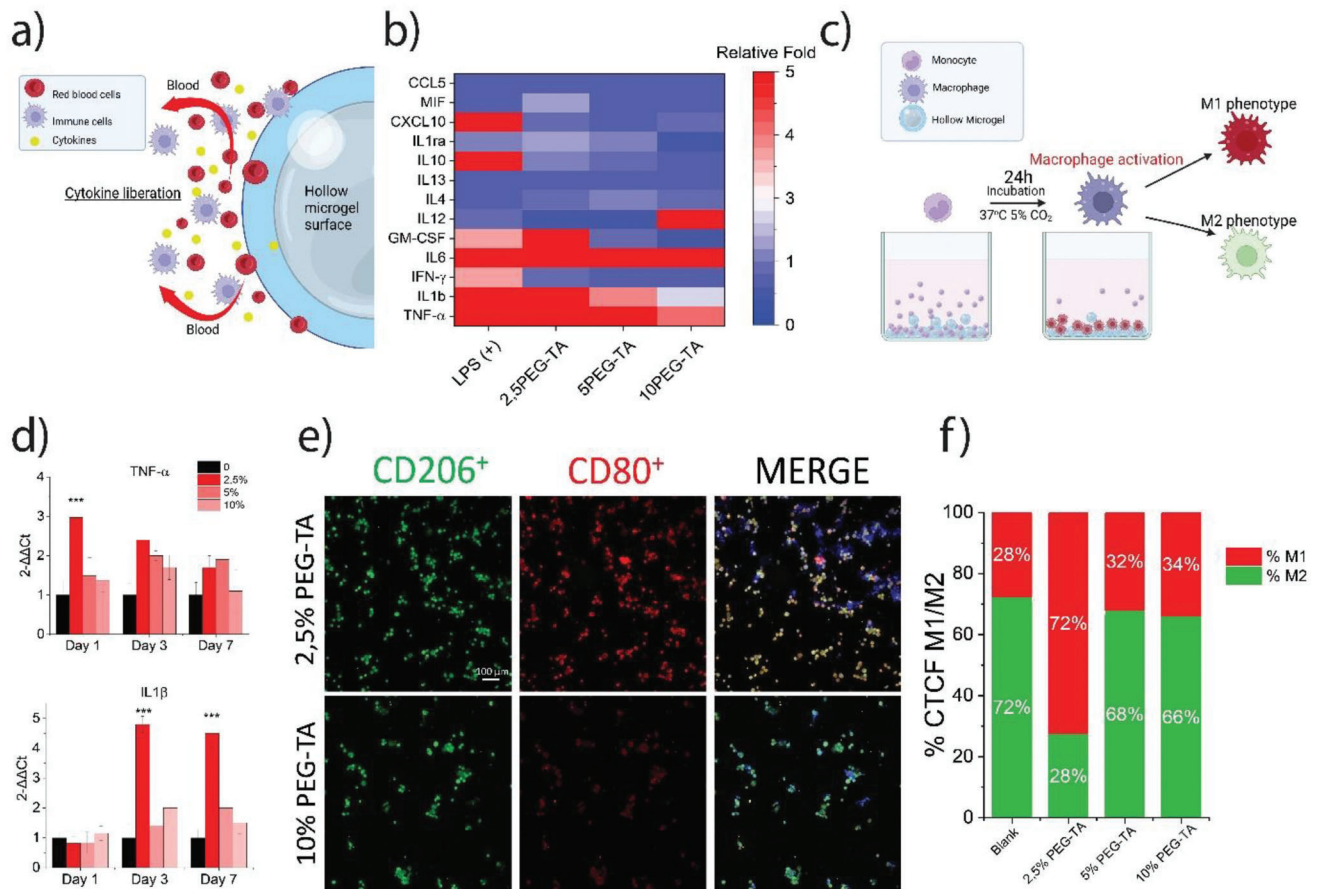 a)
Red blood cells
Immune cells
Cytokines
Blood
Cytokine liberation
Hollow
microgel
surface
Blood
b)
Relative Fold
CCL5
MIF
CXCL10
IL1ra
IL10
IL13
IL4
IL12
GM-CSF
IL6
IFN-γ
IL1b
TNF-α
LPS (+)
2,5PEG-TA
5PEG-TA
10PEG-TA
5
4
3
1
0
c)
Monocyte
Macrophage
Hollow Microgel
24h
Incubation
37ºC 5% CO₂
Macrophage activation
M1 phenotype
M2 phenotype
d)
TNF-α
0
2,5%
5%
10%
2-ΔΔCt
4
3
2
1
0
***
Day 1
Day 3
Day 7
IL1β
2-ΔΔCt
5
4
3
2
1
0
***
***
Day 1
Day 3
Day 7
e)
CD206⁺
CD80⁺
MERGE
2,5% PEG-TA
100 µm
10% PEG-TA
f)
% CTCF M1/M2
100
80
60
40
20
0
28%
72%
72%
28%
32%
68%
34%
66%
% M1
% M2
Blank
2,5% PEG-TA
5% PEG-TA
10% PEG-TA